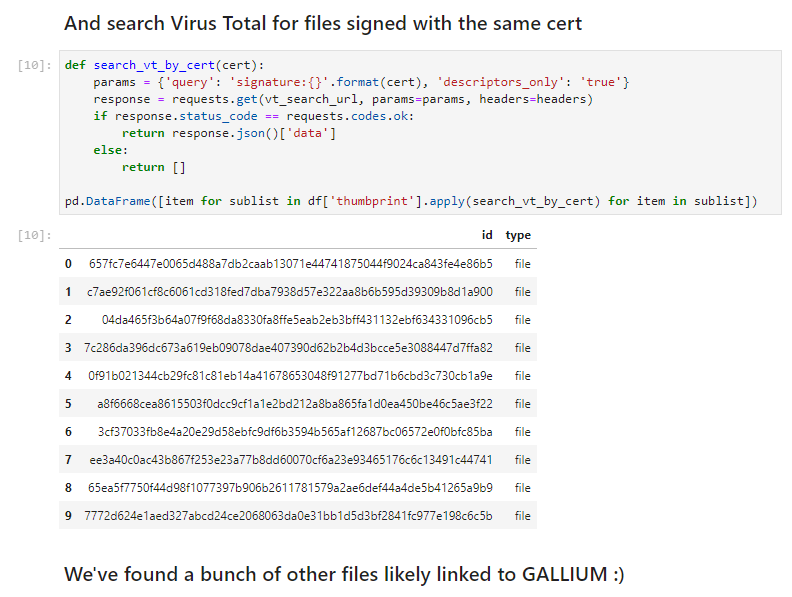 And search Virus Total for files signed with the same cert
[10]: def search_vt_by_cert(cert):
    params = {'query': 'signature:{}'.format(cert), 'descriptors_only': 'true'}
    response = requests.get(vt_search_url, params=params, headers=headers)
    if response.status_code == requests.codes.ok:
        return response.json()['data']
    else:
        return []
pd.DataFrame([item for sublist in df['thumbprint'].apply(search_vt_by_cert) for item in sublist])
[10]: id type
0 657fc7e6447e0065d488a7db2caab13071e44741875044f9024ca843fe4e86b5 file
1 c7ae92f061cf8c6061cd318fed7dba7938d57e322aa8b6b595d39309b8d1a900 file
2 04da465f3b64a07f9f68da8330fa8ffe5eab2eb3bff431132ebf634331096cb5 file
3 7c286da396dc673a619eb09078dae407390d62b2b4d3bcce5e3088447d7ffa82 file
4 0f91b021344cb29fc81c81eb14a41678653048f91277bd71b6cbd3c730cb1a9e file
5 a8f6668cea8615503f0dcc9cf1a1e2bd212a8ba865fa1d0ea450be46c5ae3f22 file
6 3cf37033fb8e4a20e29d58ebfc9df6b3594b565af12687bc06572e0f0bfc85ba file
7 ee3a40c0ac43b867f253e23a77b8dd60070cf6a23e93465176c6c13491c44741 file
8 65ea5f7750f44d98f1077397b906b2611781579a2ae6def44a4de5b41265a9b9 file
9 7772d624e1aed327abcd24ce2068063da0e31bb1d5d3bf2841fc977e198c6c5b file
We've found a bunch of other files likely linked to GALLIUM :)